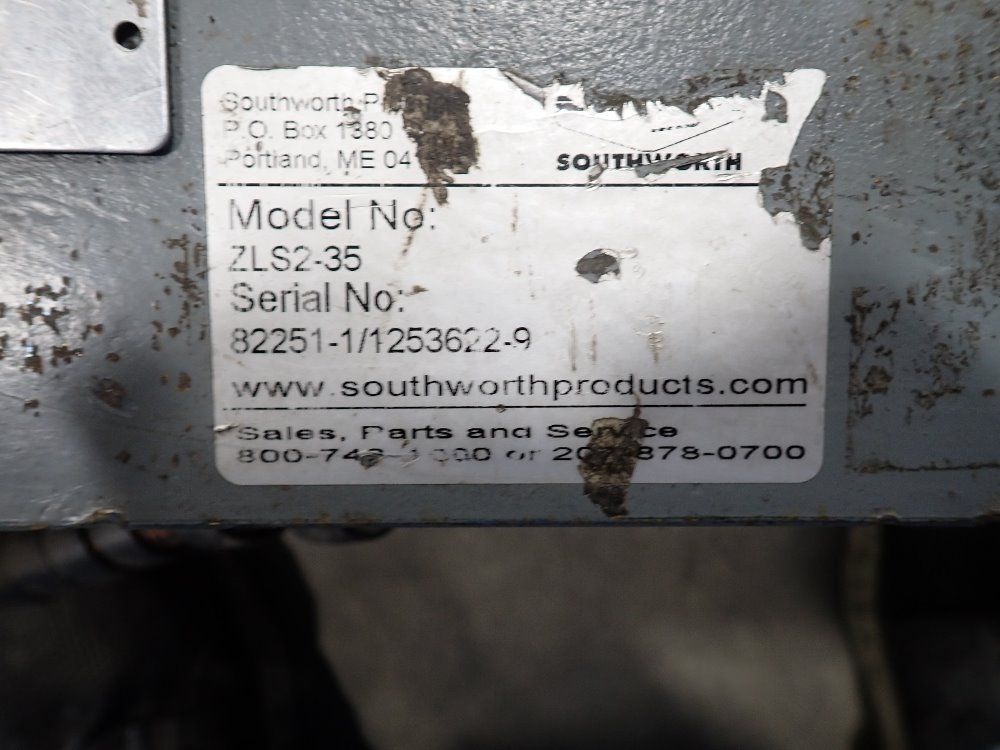 Southworth
P.O. Box 1380
Portland, ME 04
SOUTHWORTH
Model No:
ZLS2-35
Serial No:
82251-1/1253622-9
www.southworthproducts.com
Sales, Parts and Service
800-74 or 207-878-0700